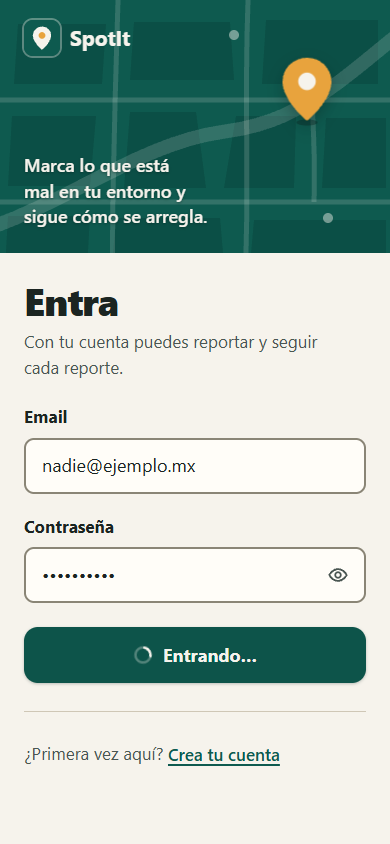 SpotIt
Marca lo que está
mal en tu entorno y
sigue cómo se arregla.
Entra
Con tu cuenta puedes reportar y seguir
cada reporte.
Email
nadie@ejemplo.mx
Contraseña
••••••••••
Entrando…
¿Primera vez aquí? Crea tu cuenta